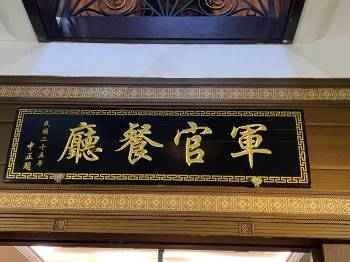 軍官餐廳
民國二十五年
中正題